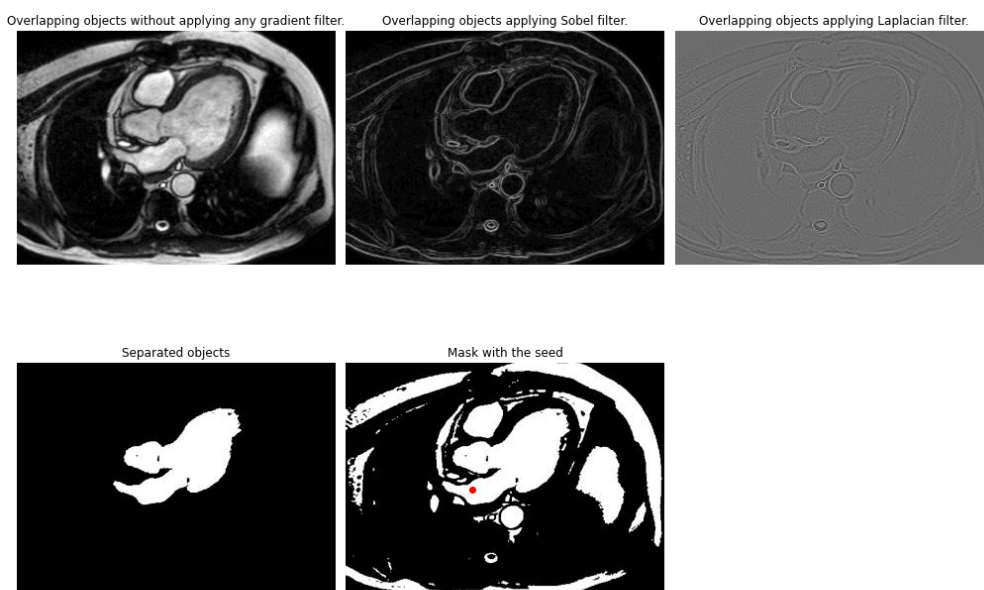 Overlapping objects without applying any gradient filter.
Overlapping objects applying Sobel filter.
Overlapping objects applying Laplacian filter.
Separated objects
Mask with the seed